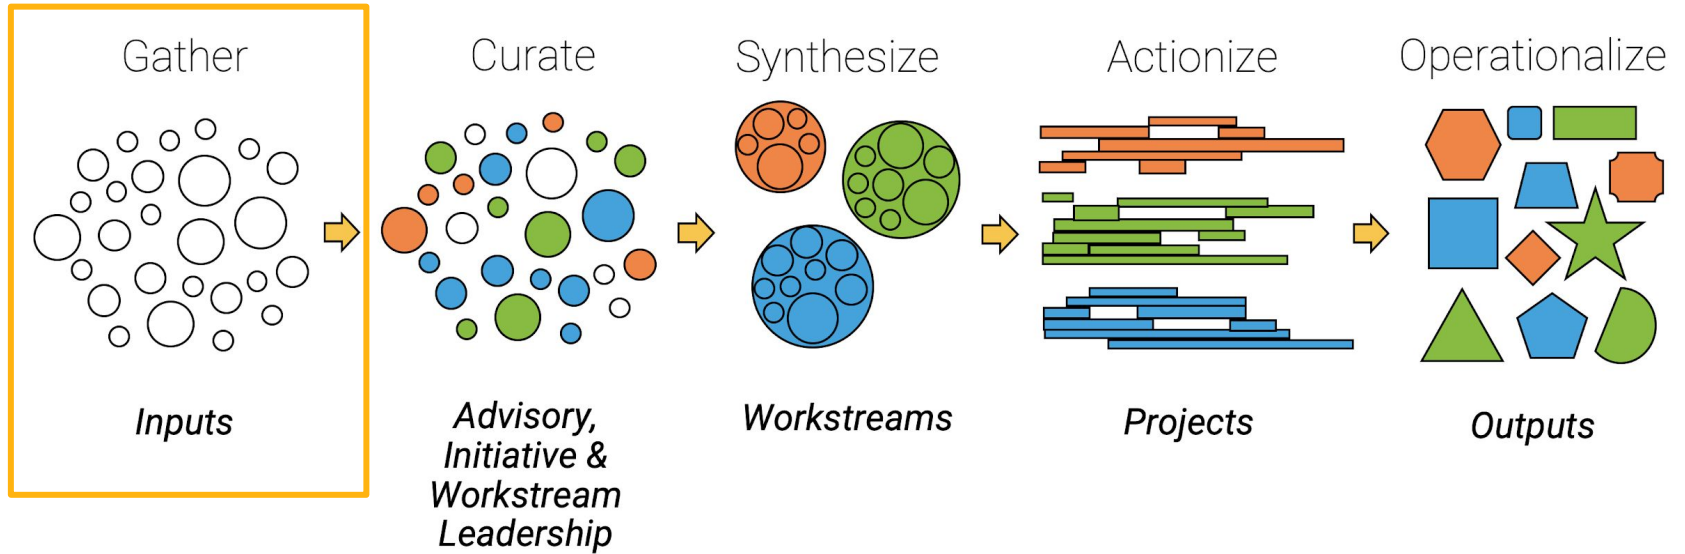 Gather
Curate
Synthesize
Actionize
Operationalize
Inputs
Advisory,
Initiative &
Workstream
Leadership
Workstreams
Projects
Outputs